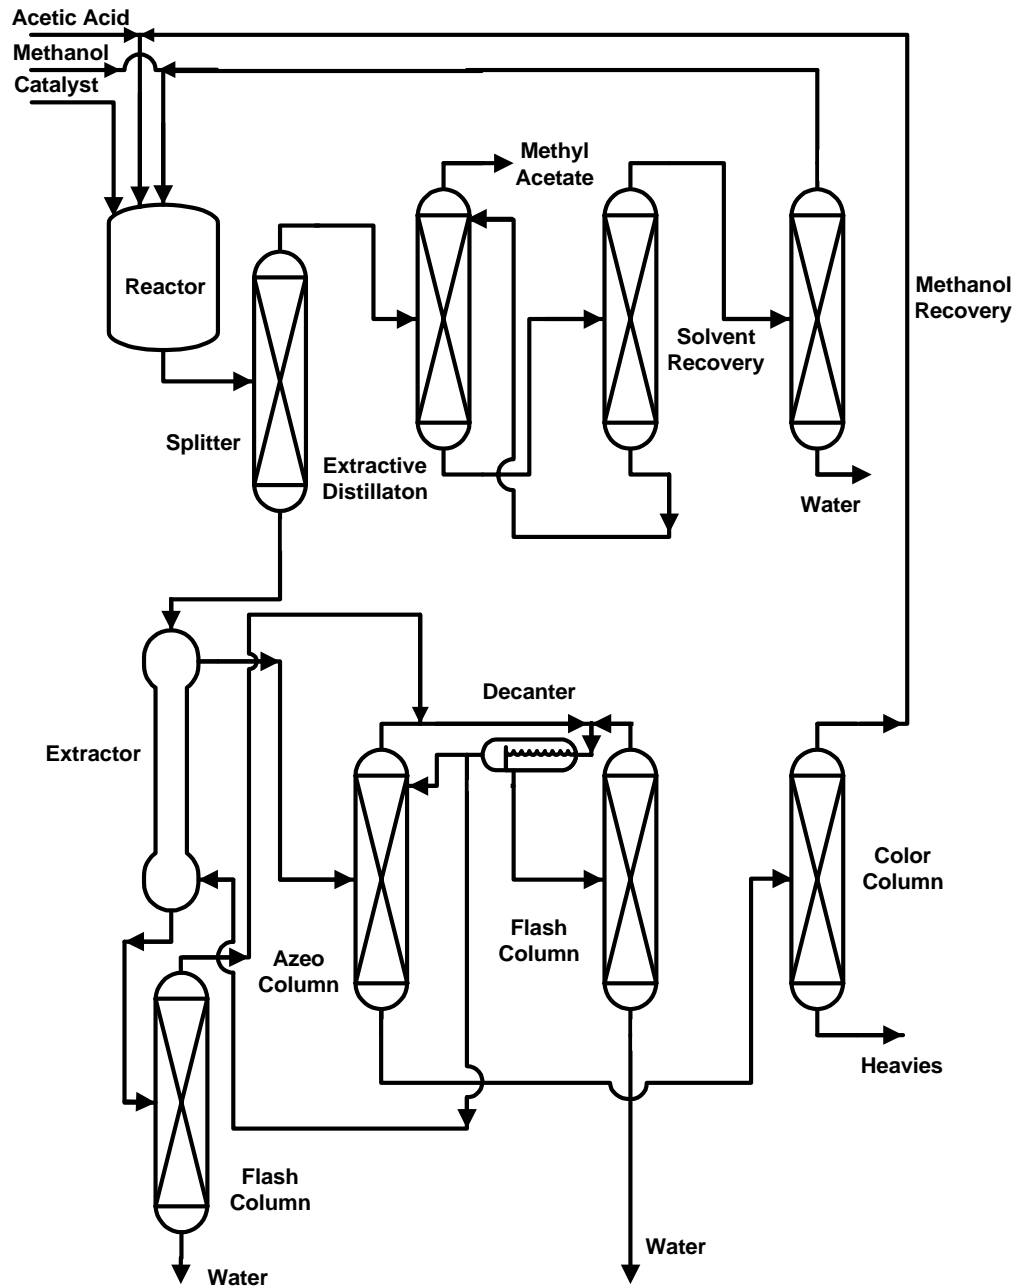 Acetic Acid
Methanol
Catalyst
Methyl
Acetate
Reactor
Methanol
Recovery
Solvent
Recovery
Splitter
Extractive
Distillaton
Water
Decanter
Extractor
Color
Column
Azeo
Column
Flash
Column
Heavies
Flash
Column
Water
Water